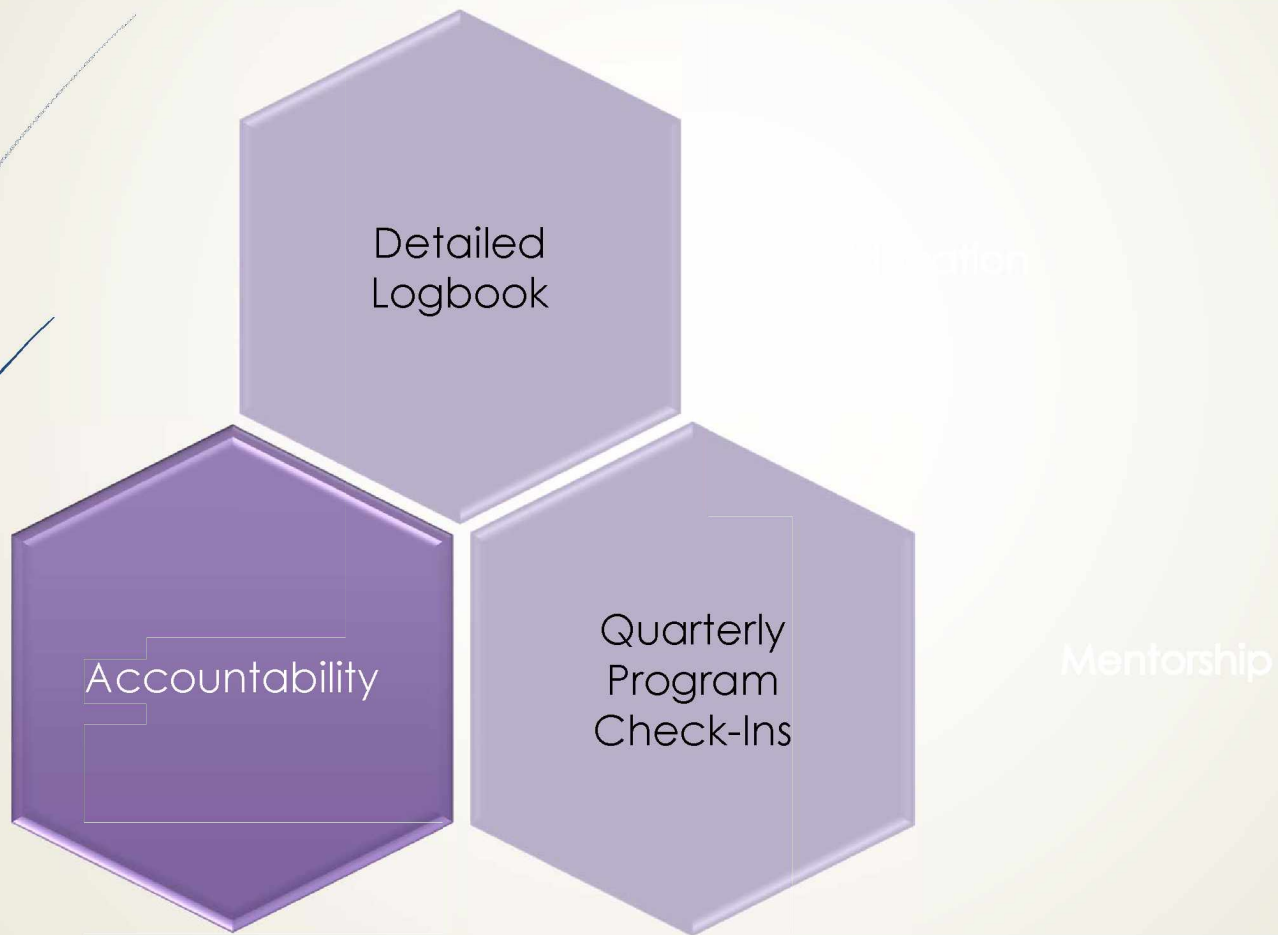 Detailed
Logbook
Accountability
Quarterly
Program
Check-Ins
Mentorship